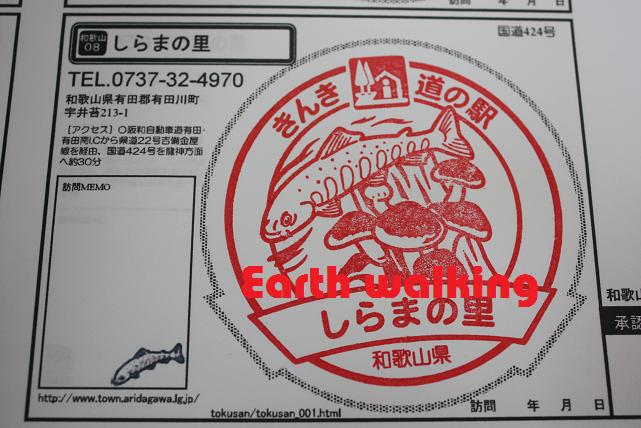 訪問 年 月 日
和歌山
08
しらまの里
国道424号
TEL.0737-32-4970
和歌山県有田郡有田川町
宇井苔213-1
[アクセス] ○阪和自動車道有田・
有田南I.Cから県道22号吉備金屋
線を経由、国道424号を龍神方面
へ約30分
訪問MEMO
きんき 道の駅
Earth walking
しらまの里
和歌山県
http://www.town.aridagawa.lg.jp/
tokusan/tokusan_001.html
訪問 年 月 日
和歌山
承認